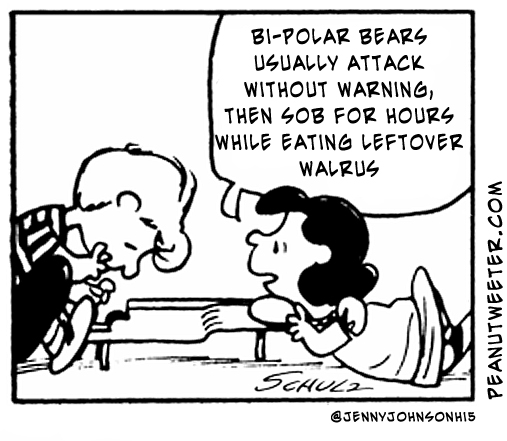 BI-POLAR BEARS
USUALLY ATTACK
WITHOUT WARNING,
THEN SOB FOR HOURS
WHILE EATING LEFTOVER
WALRUS
SCHULZ
@JENNYJOHNSONHI5
PEANUTWEETER.COM